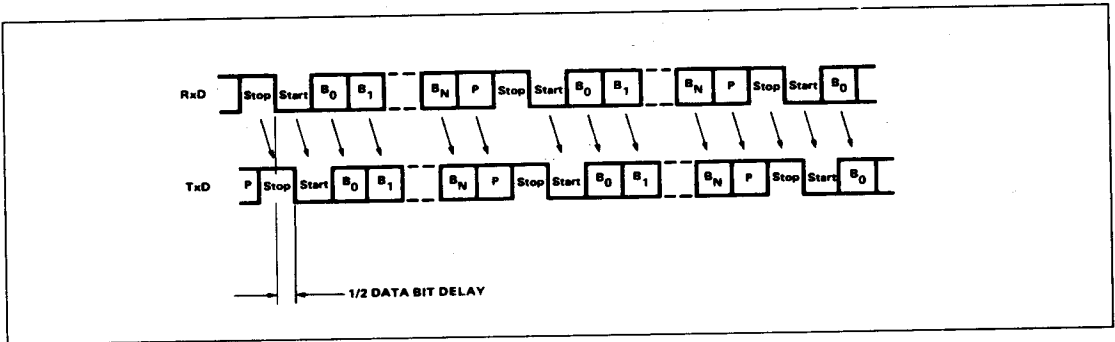 RxD Stop Start B0 B1 BN P Stop Start B0 B1 BN P Stop Start B0
TxD P Stop Start B0 B1 BN P Stop Start B0 B1 BN P Stop Start B0
1/2 DATA BIT DELAY